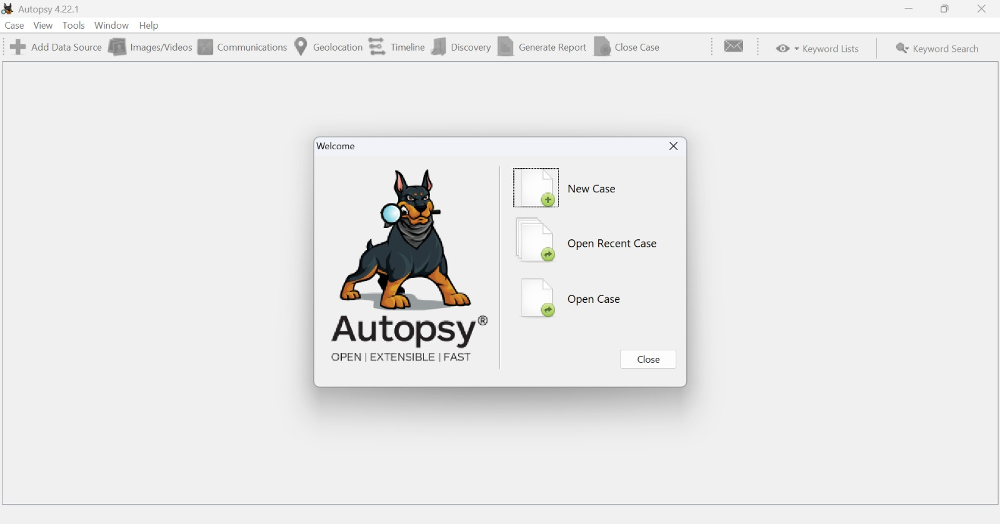 Autopsy 4.22.1
Case View Tools Window Help
Add Data Source Images/Videos Communications Geolocation Timeline Discovery Generate Report Close Case Keyword Lists Keyword Search
Welcome
New Case
Open Recent Case
Open Case
Autopsy®
OPEN | EXTENSIBLE | FAST
Close